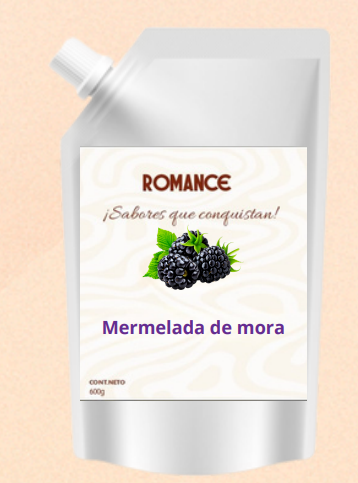 ROMANCE
¡Sabores que conquistan!
Mermelada de mora
CONT.NETO
600g